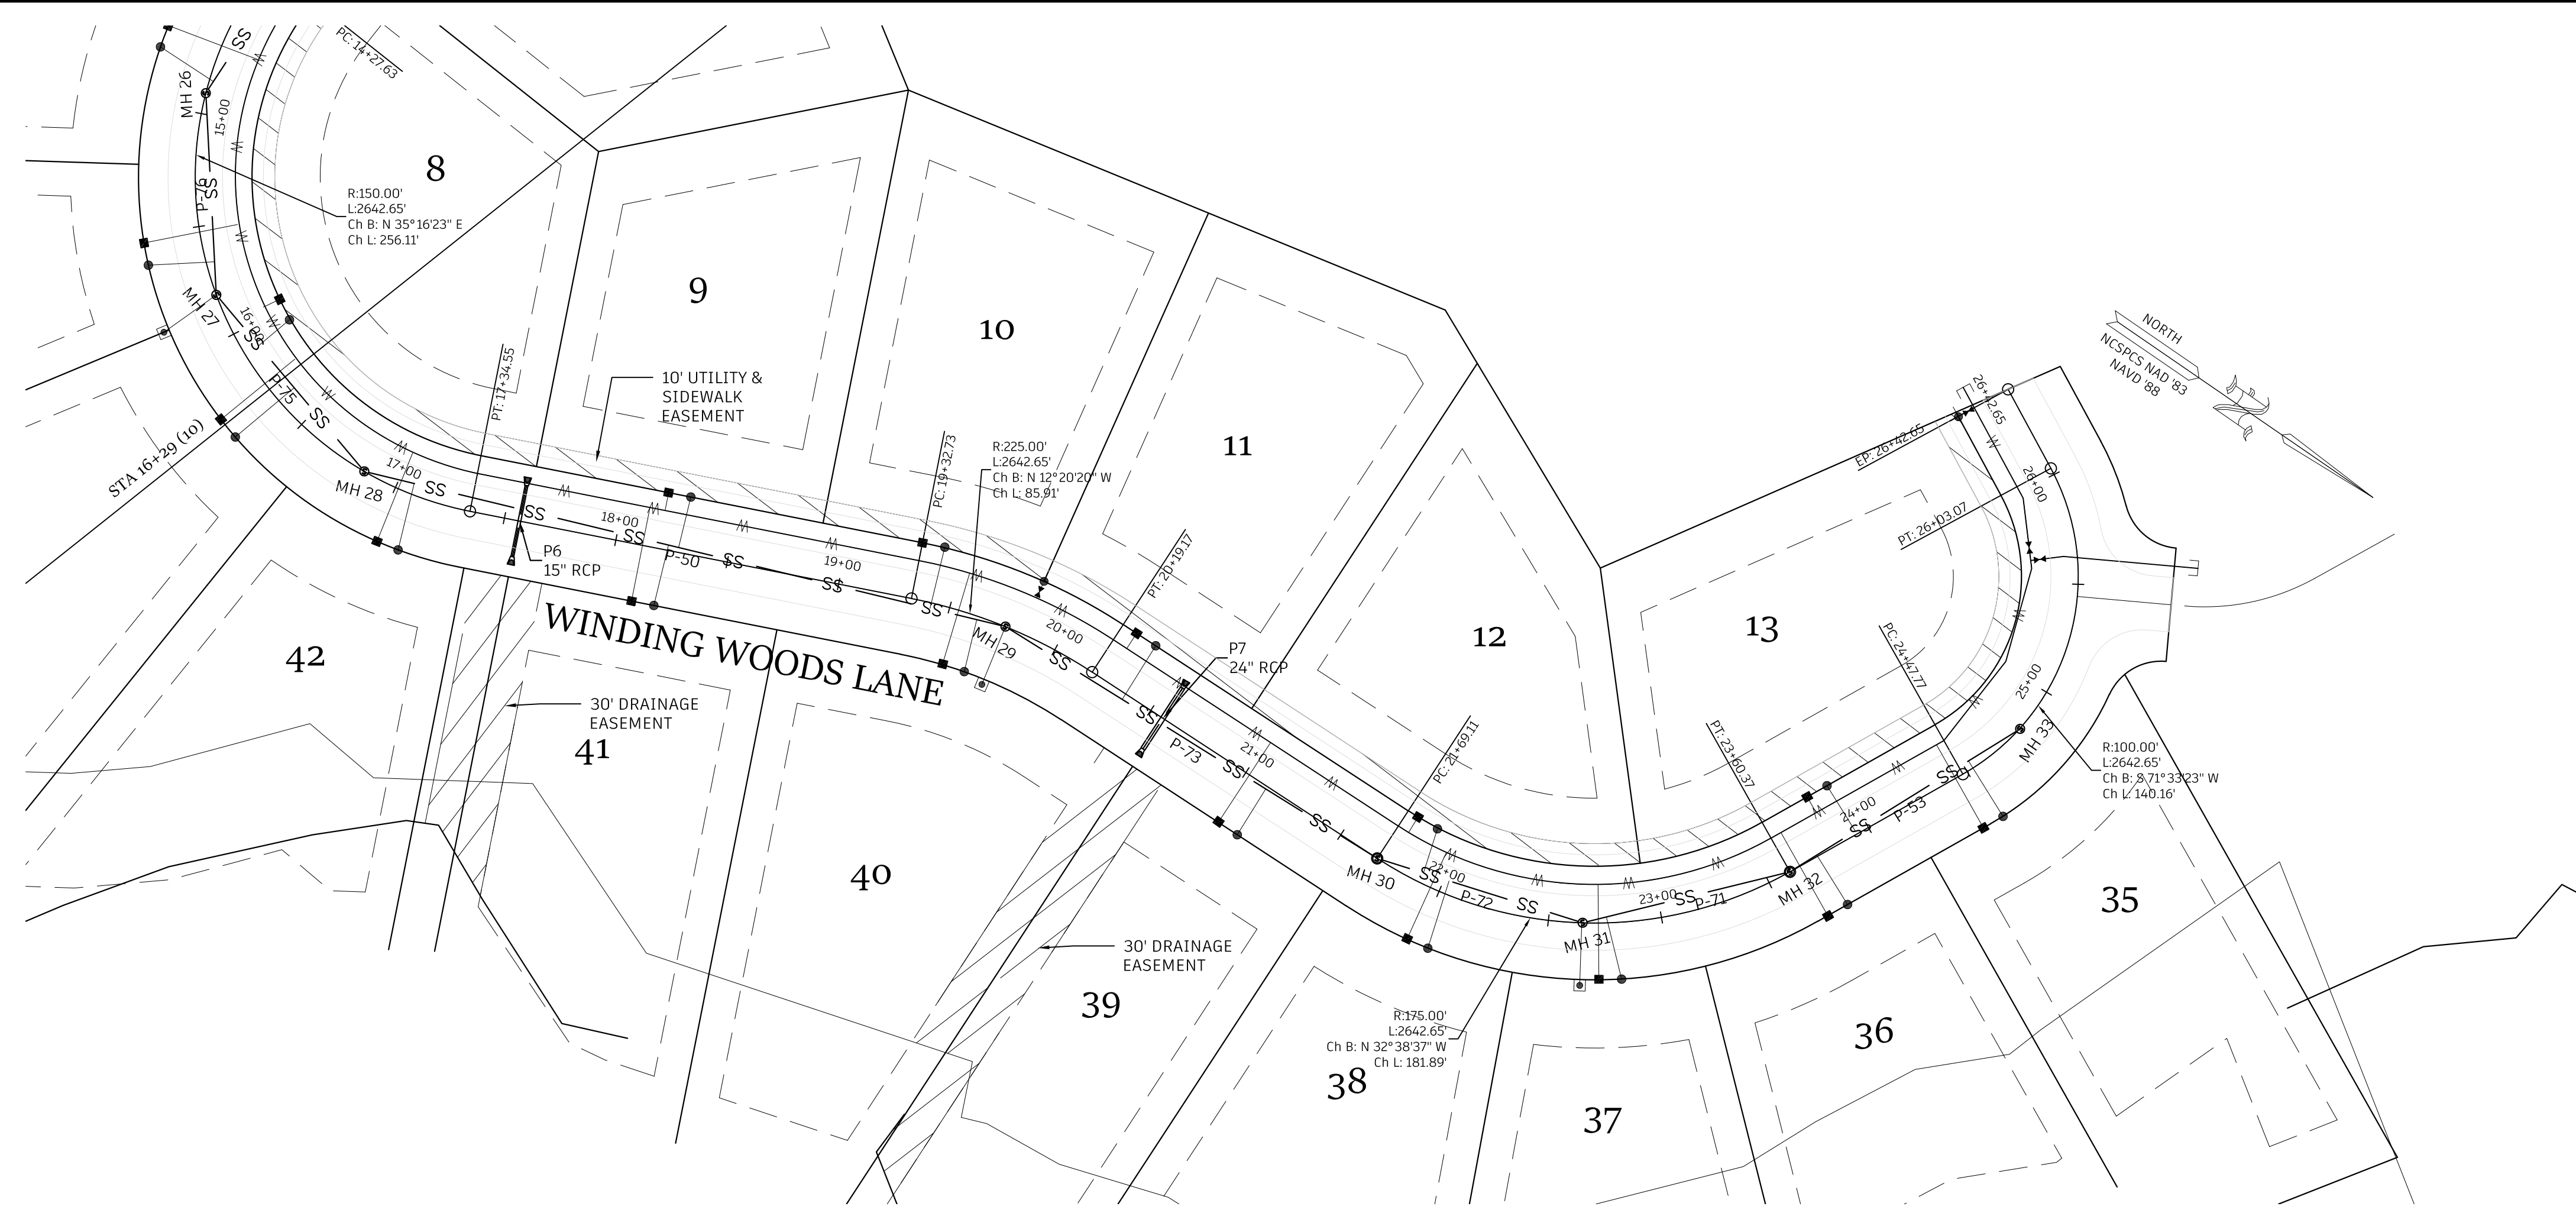 PC: 14+27.63
SS
MH 26
15+00
W
W
8
P-76
SS
R:150.00'
L:2642.65'
Ch B: N 35°16'23" E
Ch L: 256.11'
W
MH 27
16+00
SS
W
P-75
SS
W
STA 16+29 (10)
MH 28
17+00
W
SS
PT: 17+34.55
9
10
11
12
13
10' UTILITY &
SIDEWALK
EASEMENT
NORTH
NCSPCS NAD '83
NAVD '88
PC: 19+32.73
R:225.00'
L:2642.65'
Ch B: N 12°20'20" W
Ch L: 85.91'
SS
W
P6
15" RCP
18+00
SS
W
P-50
SS
W
19+00
SS
W
SS
W
MH 29
20+00
W
SS
PT: 20+19.17
P7
24" RCP
W
SS
P-73
SS
21+00
W
W
SS
PC: 21+69.11
MH 30
22+00
W
SS
P-72
SS
W
MH 31
23+00
W
SS
P-71
W
MH 32
PT: 23+60.37
24+00
SS
P-53
W
SS
PC: 24+47.77
MH 33
25+00
W
W
EP: 26+42.65
26+42.65
W
26+00
PT: 26+03.07
R:100.00'
L:2642.65'
Ch B: S 71°33'23" W
Ch L: 140.16'
WINDING WOODS LANE
42
30' DRAINAGE
EASEMENT
41
40
30' DRAINAGE
EASEMENT
39
R:175.00'
L:2642.65'
Ch B: N 32°38'37" W
Ch L: 181.89'
38
37
36
35